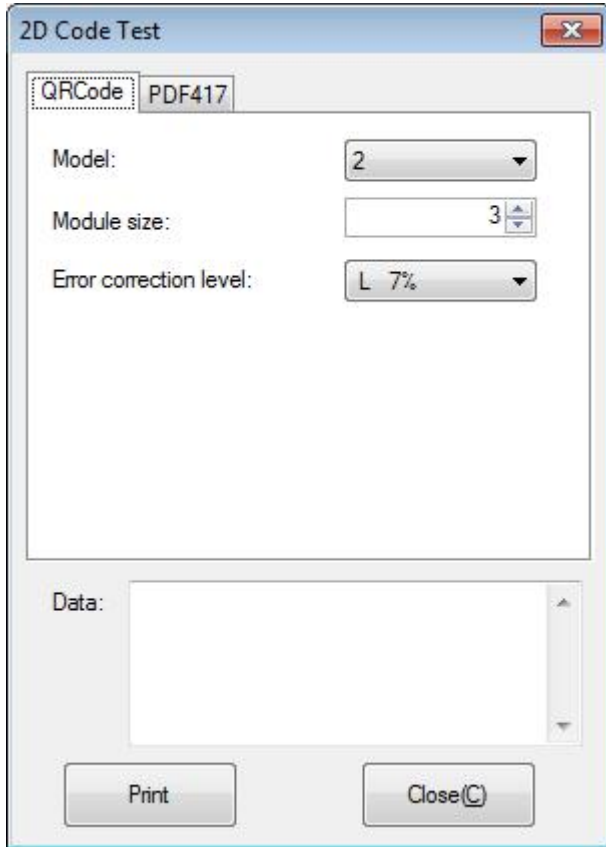 2D Code Test
QRCode PDF417
Model: 2
Module size: 3
Error correction level: L 7%
Data:
Print Close(C)